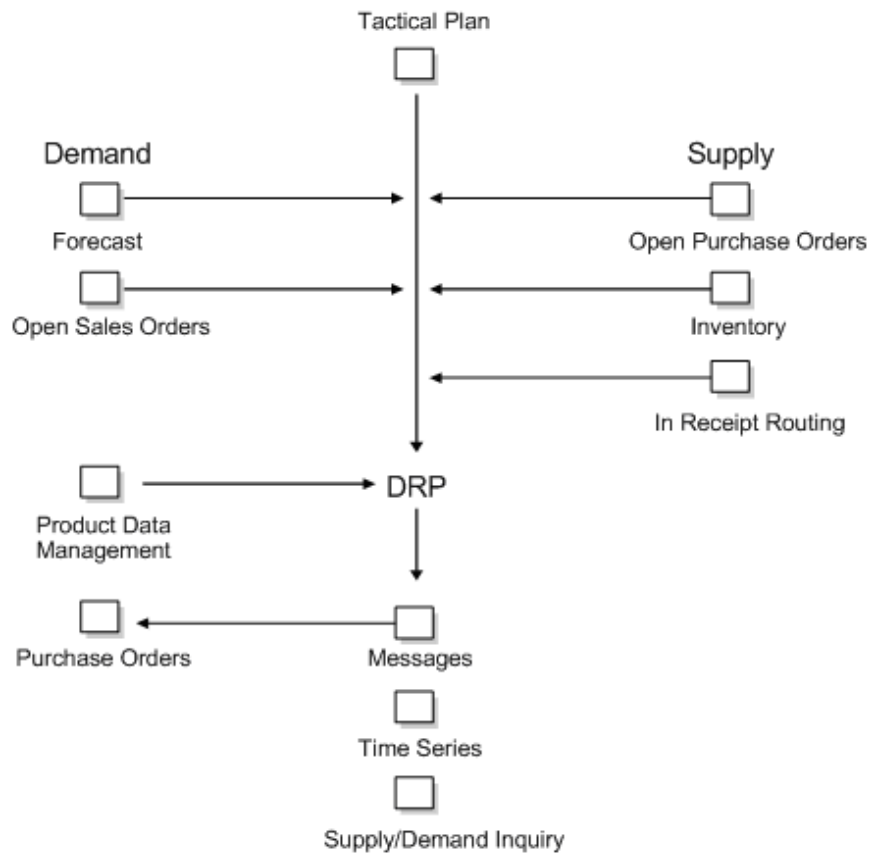 Tactical Plan
Demand
Supply
Forecast
Open Purchase Orders
Open Sales Orders
Inventory
In Receipt Routing
DRP
Product Data
Management
Purchase Orders
Messages
Time Series
Supply/Demand Inquiry